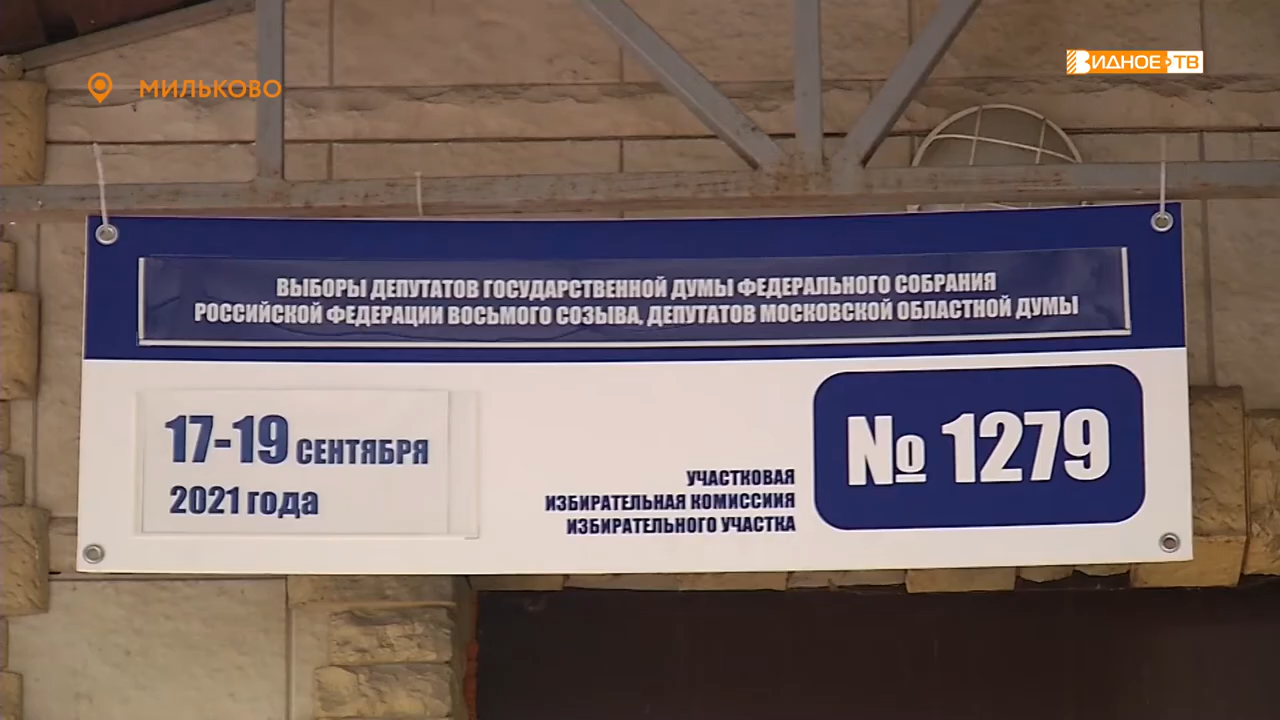 МИЛЬКОВО
ВИДНОЕ ТВ
ВЫБОРЫ ДЕПУТАТОВ ГОСУДАРСТВЕННОЙ ДУМЫ ФЕДЕРАЛЬНОГО СОБРАНИЯ
РОССИЙСКОЙ ФЕДЕРАЦИИ ВОСЬМОГО СОЗЫВА, ДЕПУТАТОВ МОСКОВСКОЙ ОБЛАСТНОЙ ДУМЫ
17-19 СЕНТЯБРЯ
2021 года
УЧАСТКОВАЯ
ИЗБИРАТЕЛЬНАЯ КОМИССИИЯ
ИЗБИРАТЕЛЬНОГО УЧАСТКА
№ 1279